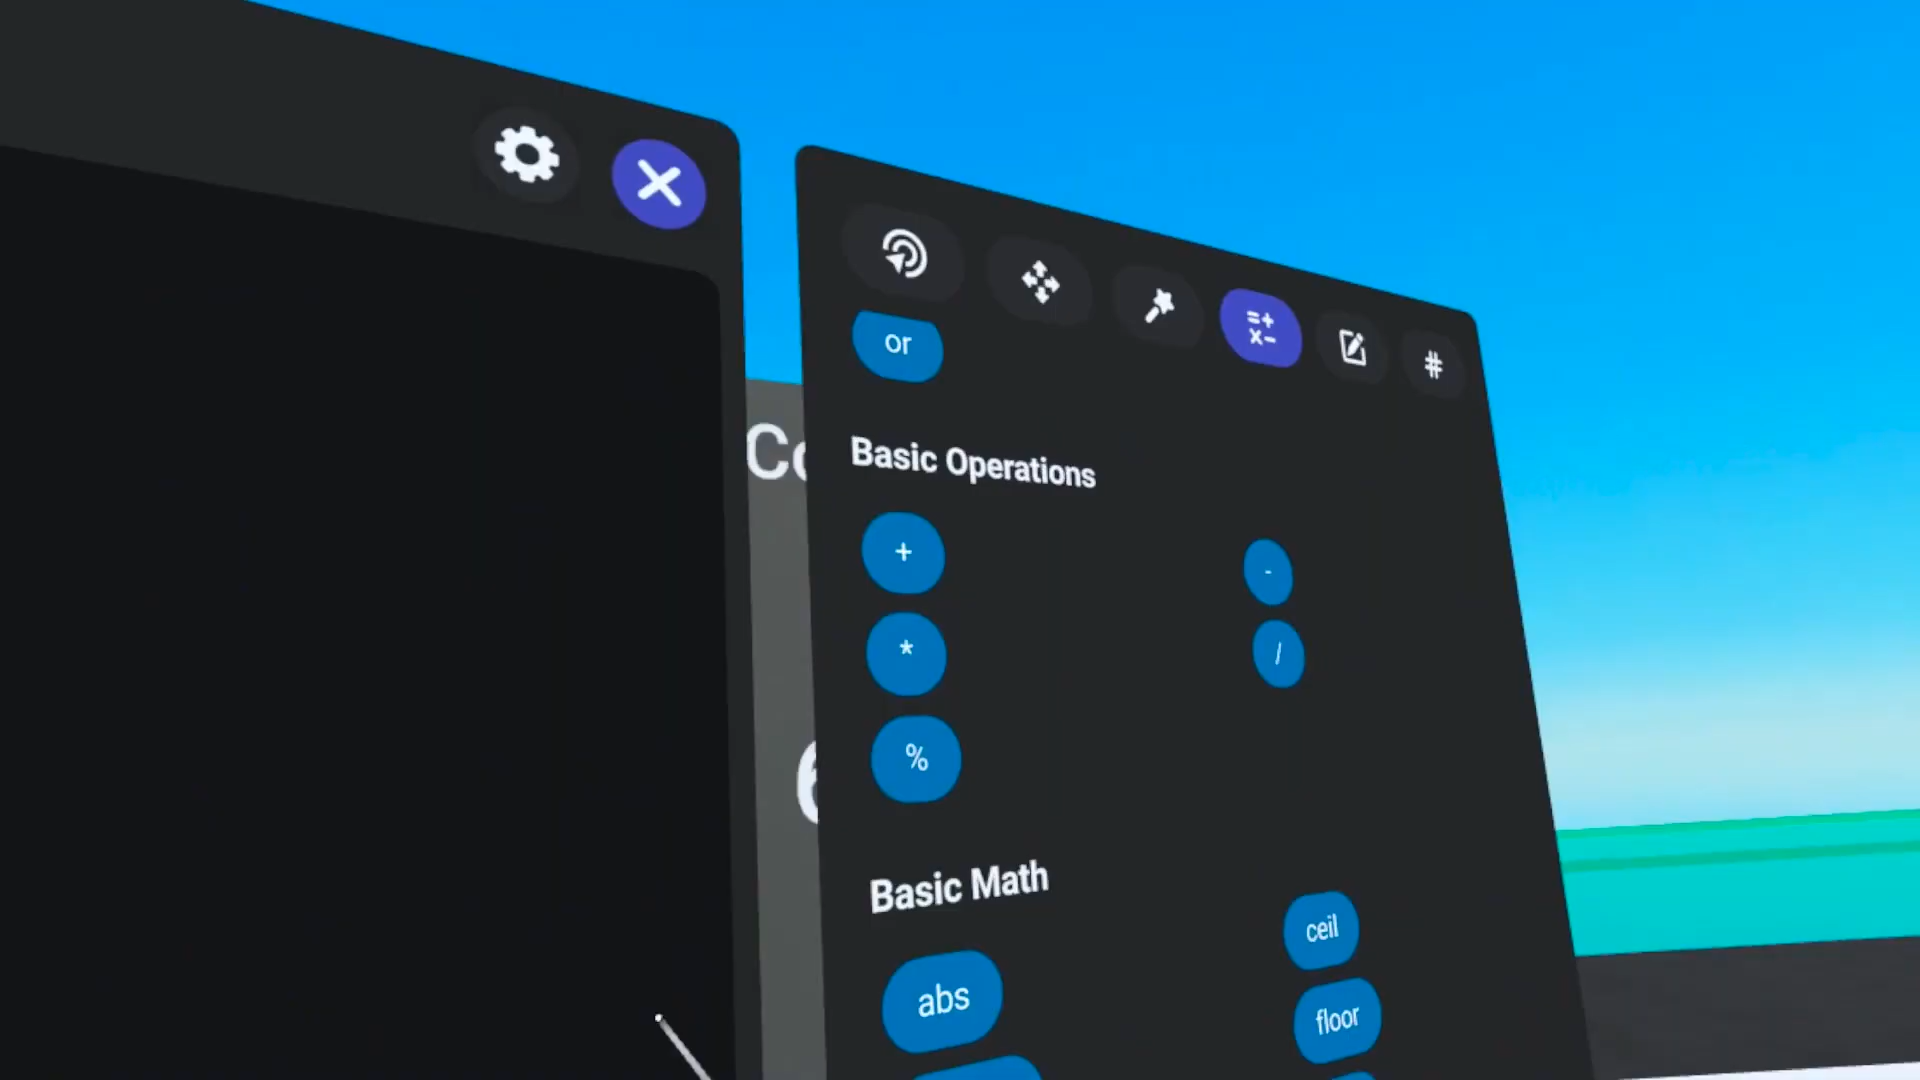 or
Basic Operations
+ -
* /
%
Basic Math
abs ceil
floor